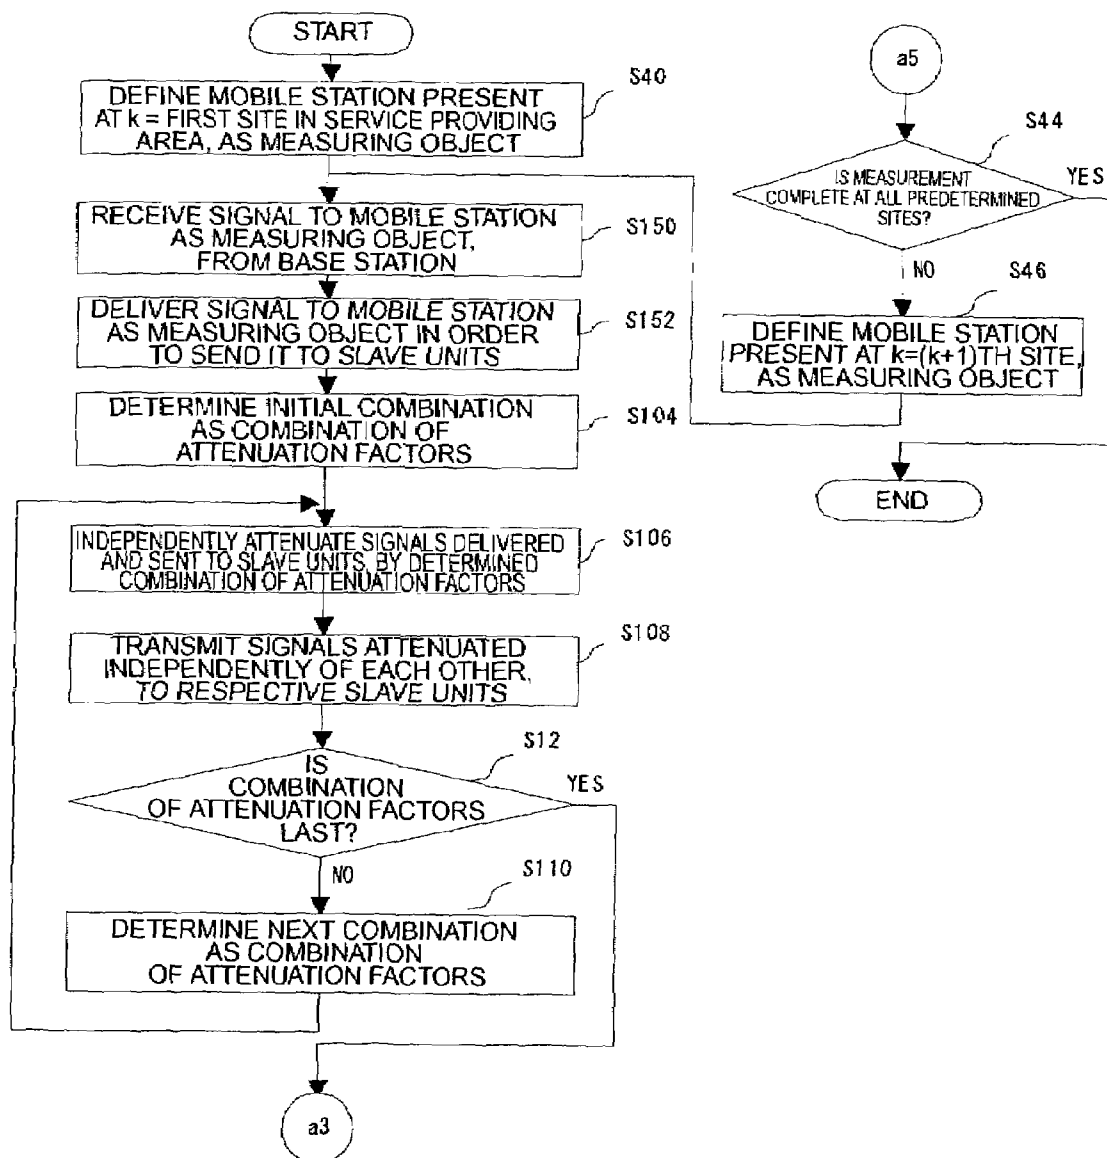 START
S40
DEFINE MOBILE STATION PRESENT
AT k = FIRST SITE IN SERVICE PROVIDING
AREA, AS MEASURING OBJECT
RECEIVE SIGNAL TO MOBILE STATION
AS MEASURING OBJECT,
FROM BASE STATION
S150
DELIVER SIGNAL TO MOBILE STATION
AS MEASURING OBJECT IN ORDER
TO SEND IT TO SLAVE UNITS
S152
DETERMINE INITIAL COMBINATION
AS COMBINATION OF
ATTENUATION FACTORS
S104
INDEPENDENTLY ATTENUATE SIGNALS DELIVERED
AND SENT TO SLAVE UNITS, BY DETERMINED
COMBINATION OF ATTENUATION FACTORS
S106
TRANSMIT SIGNALS ATTENUATED
INDEPENDENTLY OF EACH OTHER,
TO RESPECTIVE SLAVE UNITS
S108
S12
IS
COMBINATION
OF ATTENUATION FACTORS
LAST?
YES
NO
S110
DETERMINE NEXT COMBINATION
AS COMBINATION
OF ATTENUATION FACTORS
a3
a5
S44
IS MEASUREMENT
COMPLETE AT ALL PREDETERMINED
SITES?
YES
NO
S46
DEFINE MOBILE STATION
PRESENT AT k=(k+1)TH SITE,
AS MEASURING OBJECT
END